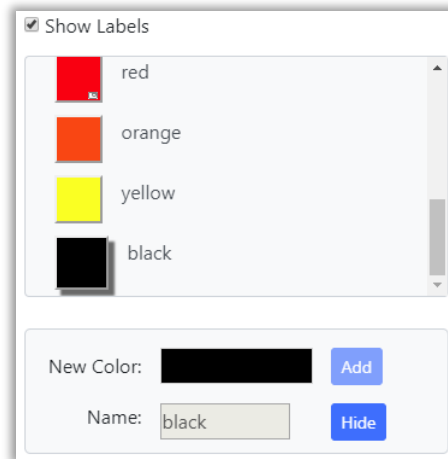 Show Labels
red
orange
yellow
black
New Color: Add
Name: black Hide